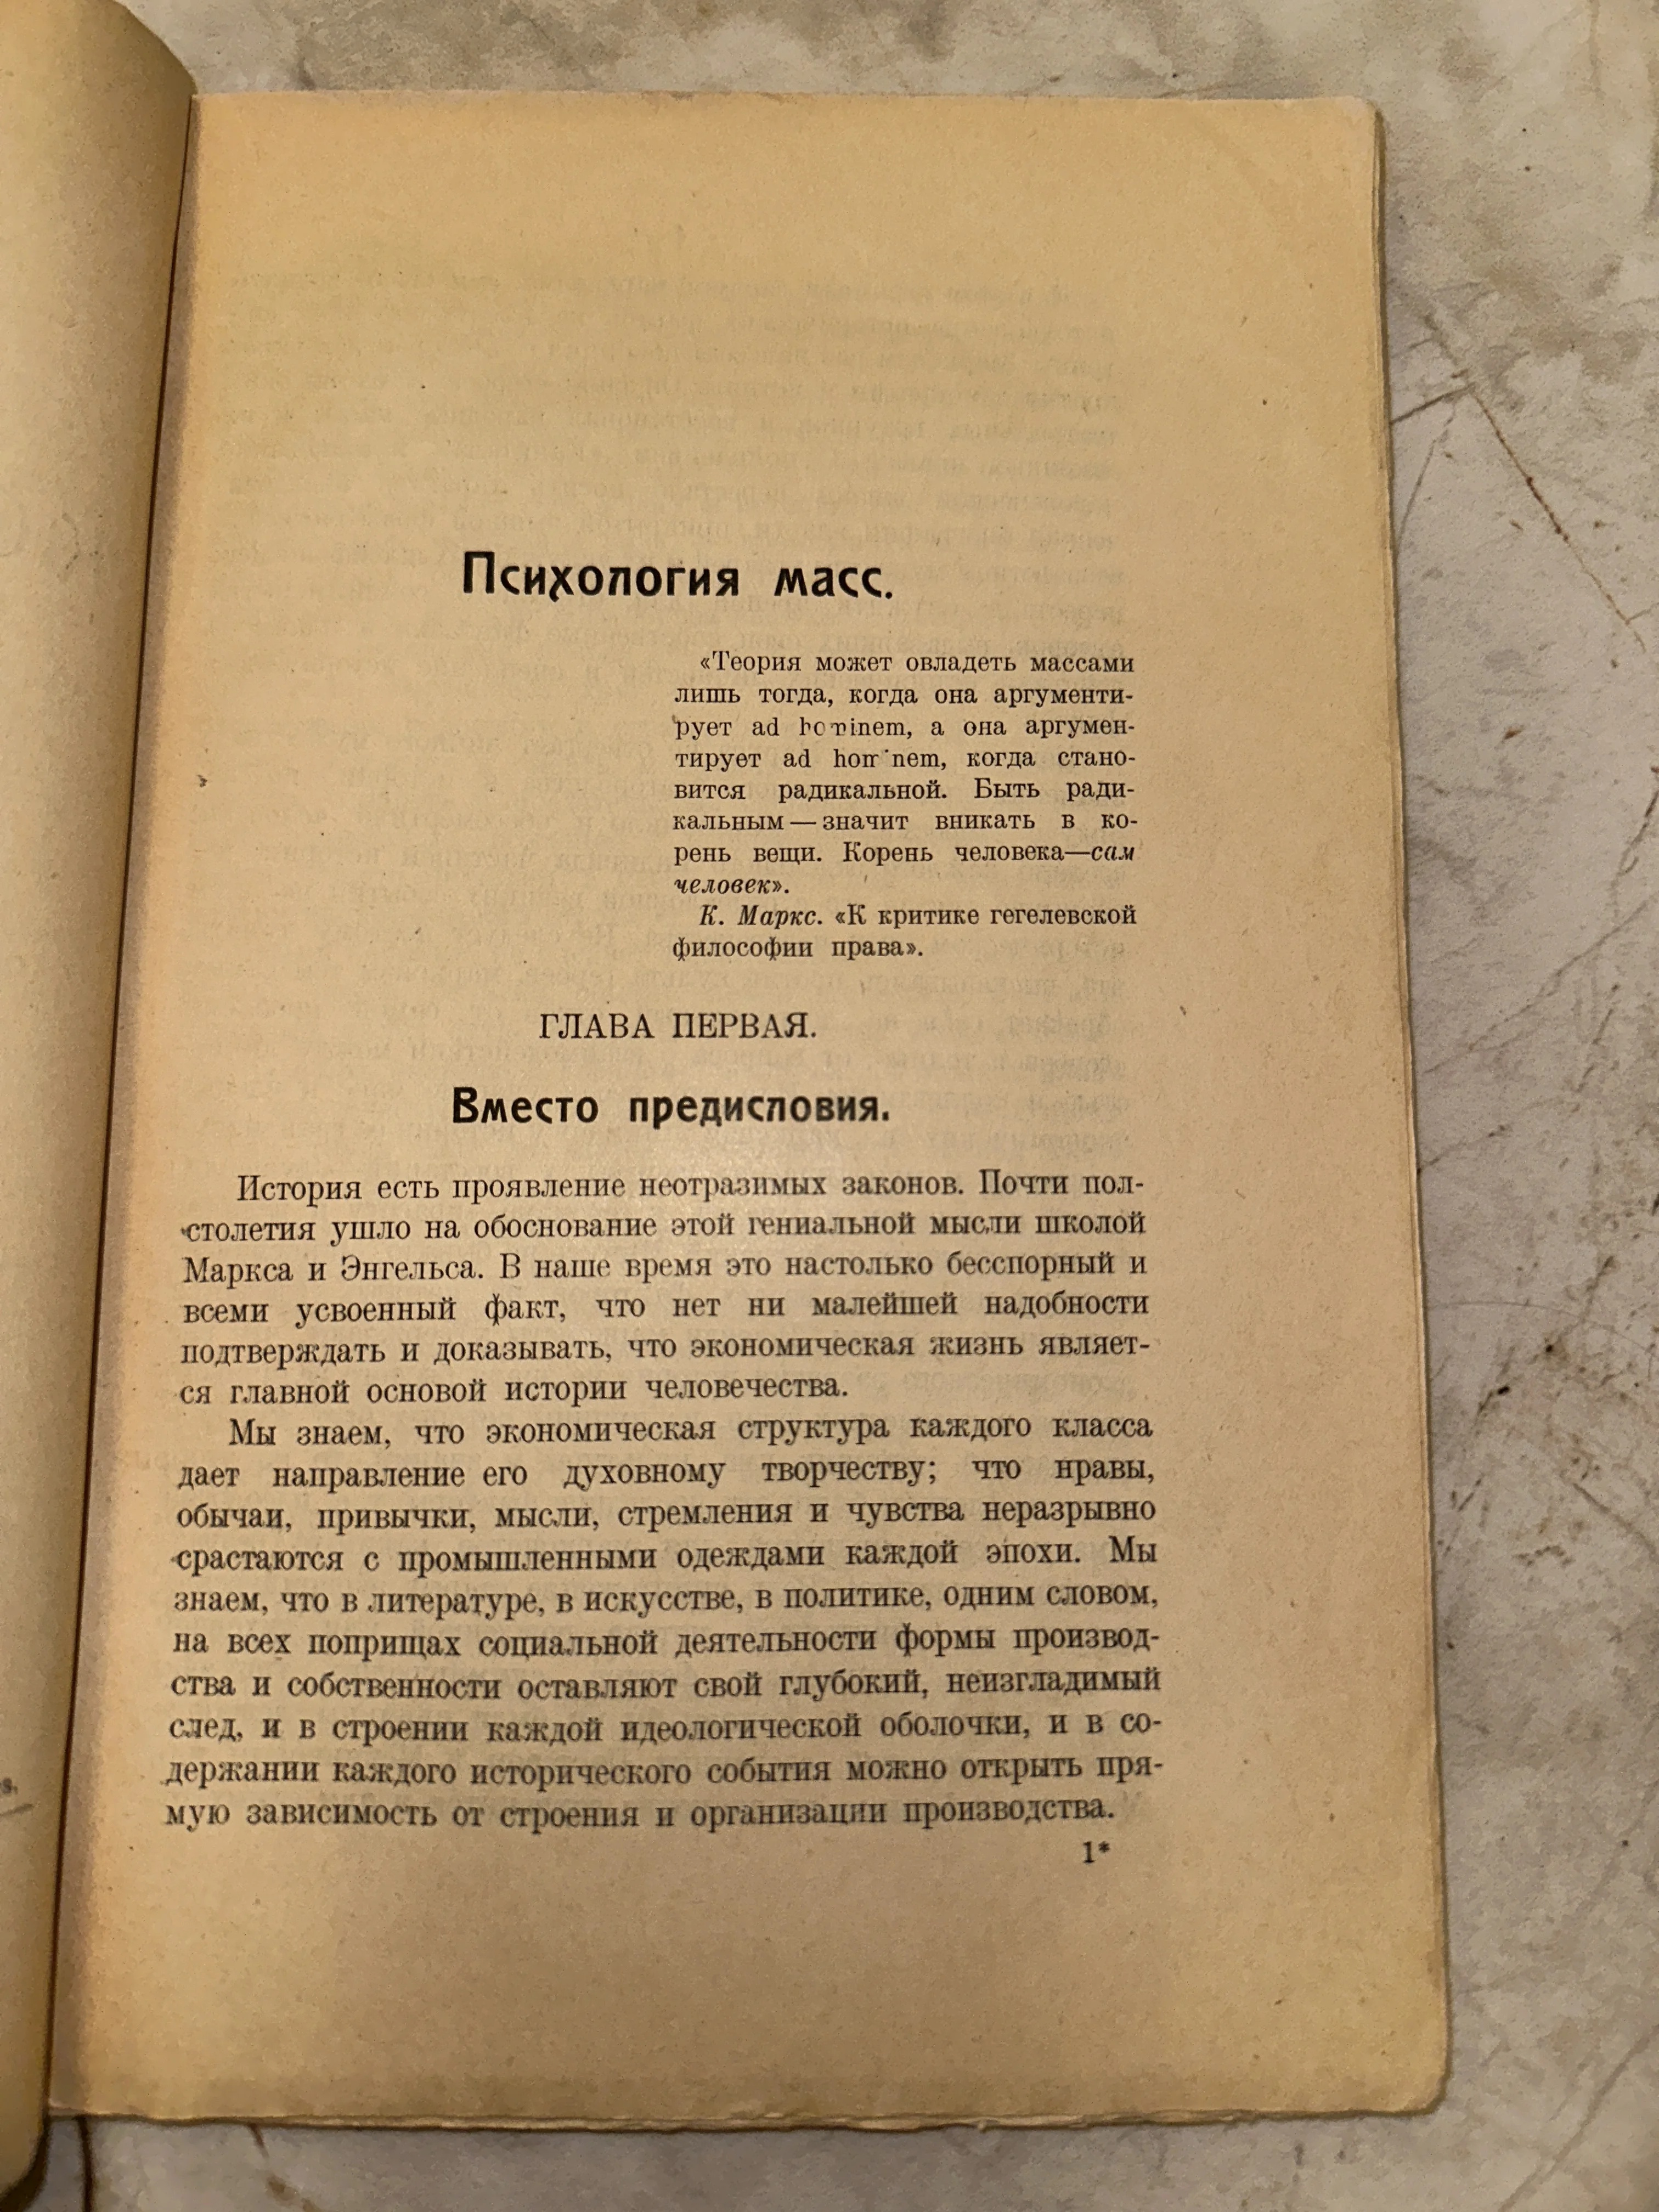 Психология масс.
«Теория может овладеть массами
лишь тогда, когда она аргументи-
рует ad hominem, а она аргумен-
тирует ad hominem, когда стано-
вится радикальной. Быть ради-
кальным — значит вникать в ко-
рень вещи. Корень человека—сам
человек».
К. Маркс. «К критике гегелевской
философии права».
ГЛАВА ПЕРВАЯ.
Вместо предисловия.
История есть проявление неотразимых законов. Почти пол-
столетия ушло на обоснование этой гениальной мысли школой
Маркса и Энгельса. В наше время это настолько бесспорный и
всеми усвоенный факт, что нет ни малейшей надобности
подтверждать и доказывать, что экономическая жизнь являет-
ся главной основой истории человечества.
Мы знаем, что экономическая структура каждого класса
дает направление его духовному творчеству; что нравы,
обычаи, привычки, мысли, стремления и чувства неразрывно
срастаются с промышленными одеждами каждой эпохи. Мы
знаем, что в литературе, в искусстве, в политике, одним словом,
на всех поприщах социальной деятельности формы производ-
ства и собственности оставляют свой глубокий, неизгладимый
след, и в строении каждой идеологической оболочки, и в со-
держании каждого исторического события можно открыть пря-
мую зависимость от строения и организации производства.
1*